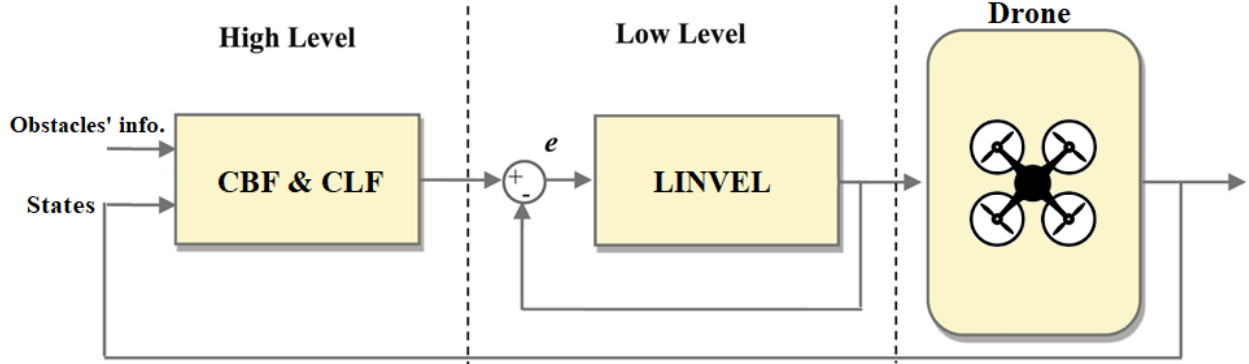 Drone
High Level
Low Level
Obstacles' info.
e
CBF & CLF
+
LINVEL
-
States